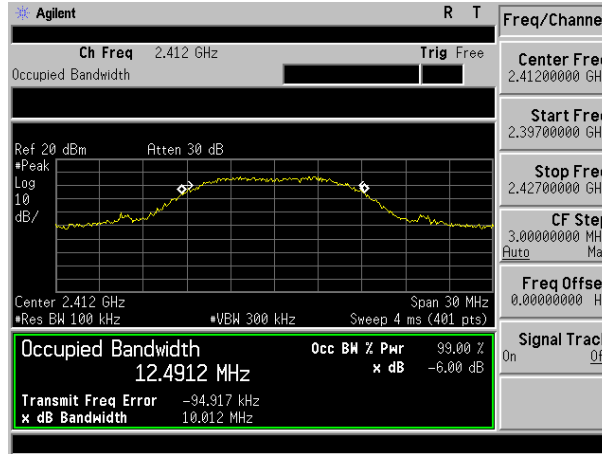 Agilent R T
Freq/Channe
Ch Freq 2.412 GHz Trig Free
Occupied Bandwidth
Center Fre
2.41200000 GH
Start Fre
2.39700000 GH
Stop Fre
2.42700000 GH
CF Ste
3.00000000 MH
Auto Ma
Freq Offse
0.00000000 H
Signal Trac
On Of
Ref 20 dBm Atten 30 dB
#Peak
Log
10
dB/
Center 2.412 GHz Span 30 MHz
#Res BW 100 kHz #VBW 300 kHz Sweep 4 ms (401 pts)
Occupied Bandwidth Occ BW % Pwr 99.00 %
12.4912 MHz x dB -6.00 dB
Transmit Freq Error -94.917 kHz
x dB Bandwidth 10.012 MHz